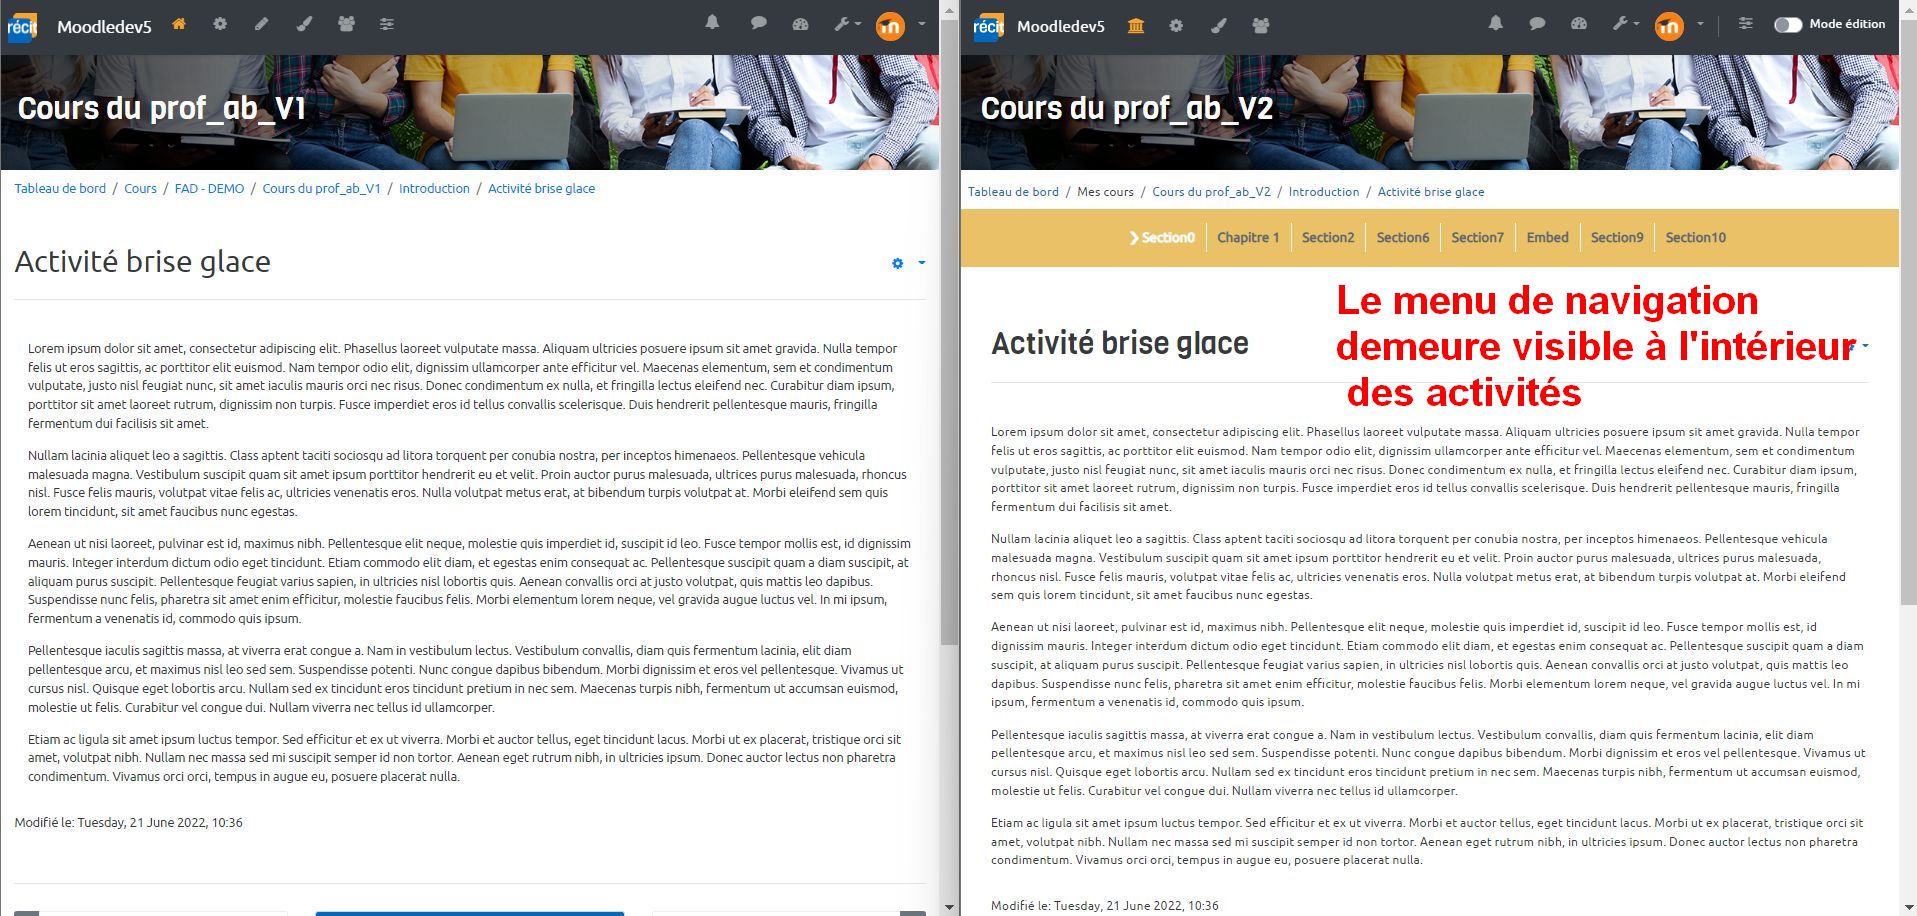 récit Moodledev5
Cours du prof_ab_V1
Tableau de bord / Cours / FAD - DEMO / Cours du prof_ab_V1 / Introduction / Activité brise glace
Activité brise glace
Lorem ipsum dolor sit amet, consectetur adipiscing elit. Phasellus laoreet vulputate massa. Aliquam ultricies posuere ipsum sit amet gravida. Nulla tempor
felis ut eros sagittis, ac porttitor elit euismod. Nam tempor odio elit, dignissim ullamcorper ante efficitur vel. Maecenas elementum, sem et condimentum
vulputate, justo nisl feugiat nunc, sit amet iaculis mauris orci nec risus. Donec condimentum ex nulla, et fringilla lectus eleifend nec. Curabitur diam ipsum,
porttitor sit amet laoreet rutrum, dignissim non turpis. Fusce imperdiet eros id tellus convallis scelerisque. Duis hendrerit pellentesque mauris, fringilla
fermentum dui facilisis sit amet.
Nullam lacinia aliquet leo a sagittis. Class aptent taciti sociosqu ad litora torquent per conubia nostra, per inceptos himenaeos. Pellentesque vehicula
malesuada magna. Vestibulum suscipit quam sit amet ipsum porttitor hendrerit eu et velit. Proin auctor purus malesuada, ultrices purus malesuada, rhoncus
nisl. Fusce felis mauris, volutpat vitae felis ac, ultricies venenatis eros. Nulla volutpat metus erat, at bibendum turpis volutpat at. Morbi eleifend sem quis
lorem tincidunt, sit amet faucibus nunc egestas.
Aenean ut nisi laoreet, pulvinar est id, maximus nibh. Pellentesque elit neque, molestie quis imperdiet id, suscipit id leo. Fusce tempor mollis est, id dignissim
mauris. Integer interdum dictum odio eget tincidunt. Etiam commodo elit diam, et egestas enim consequat ac. Pellentesque suscipit quam a diam suscipit, at
aliquam purus suscipit. Pellentesque feugiat varius sapien, in ultricies nisl lobortis quis. Aenean convallis orci at justo volutpat, quis mattis leo dapibus.
Suspendisse nunc felis, pharetra sit amet enim efficitur, molestie faucibus felis. Morbi elementum lorem neque, vel gravida augue luctus vel. In mi ipsum,
fermentum a venenatis id, commodo quis ipsum.
Pellentesque iaculis sagittis massa, at viverra erat congue a. Nam in vestibulum lectus. Vestibulum convallis, diam quis fermentum lacinia, elit diam
pellentesque arcu, et maximus nisl leo sed sem. Suspendisse potenti. Nunc congue dapibus bibendum. Morbi dignissim et eros vel pellentesque. Vivamus ut
cursus nisl. Quisque eget lobortis arcu. Nullam sed ex tincidunt eros tincidunt pretium in nec sem. Maecenas turpis nibh, fermentum ut accumsan euismod,
molestie ut felis. Curabitur vel congue dui. Nullam viverra nec tellus id ullamcorper.
Etiam ac ligula sit amet ipsum luctus tempor. Sed efficitur et ex ut viverra. Morbi et auctor tellus, eget tincidunt lacus. Morbi ut ex placerat, tristique orci sit
amet, volutpat nibh. Nullam nec massa sed mi suscipit semper id non tortor. Aenean eget rutrum nibh, in ultricies ipsum. Donec auctor lectus non pharetra
condimentum. Vivamus orci orci, tempus in augue eu, posuere placerat nulla.
Modifié le: Tuesday, 21 June 2022, 10:36
récit Moodledev5 Mode édition
Cours du prof_ab_V2
Tableau de bord / Mes cours / Cours du prof_ab_V2 / Introduction / Activité brise glace
Section0 Chapitre 1 Section2 Section6 Section7 Embed Section9 Section10
Le menu de navigation
demeure visible à l'intérieur
des activités
Activité brise glace
Lorem ipsum dolor sit amet, consectetur adipiscing elit. Phasellus laoreet vulputate massa. Aliquam ultricies posuere ipsum sit amet gravida. Nulla tempor
felis ut eros sagittis, ac porttitor elit euismod. Nam tempor odio elit, dignissim ullamcorper ante efficitur vel. Maecenas elementum, sem et condimentum
vulputate, justo nisl feugiat nunc, sit amet iaculis mauris orci nec risus. Donec condimentum ex nulla, et fringilla lectus eleifend nec. Curabitur diam ipsum,
porttitor sit amet laoreet rutrum, dignissim non turpis. Fusce imperdiet eros id tellus convallis scelerisque. Duis hendrerit pellentesque mauris, fringilla
fermentum dui facilisis sit amet.
Nullam lacinia aliquet leo a sagittis. Class aptent taciti sociosqu ad litora torquent per conubia nostra, per inceptos himenaeos. Pellentesque vehicula
malesuada magna. Vestibulum suscipit quam sit amet ipsum porttitor hendrerit eu et velit. Proin auctor purus malesuada, ultrices purus malesuada,
rhoncus nisl. Fusce felis mauris, volutpat vitae felis ac, ultricies venenatis eros. Nulla volutpat metus erat, at bibendum turpis volutpat at. Morbi eleifend
sem quis lorem tincidunt, sit amet faucibus nunc egestas.
Aenean ut nisi laoreet, pulvinar est id, maximus nibh. Pellentesque elit neque, molestie quis imperdiet id, suscipit id leo. Fusce tempor mollis est, id
dignissim mauris. Integer interdum dictum odio eget tincidunt. Etiam commodo elit diam, et egestas enim consequat ac. Pellentesque suscipit quam a diam
suscipit, at aliquam purus suscipit. Pellentesque feugiat varius sapien, in ultricies nisl lobortis quis. Aenean convallis orci at justo volutpat, quis mattis leo
dapibus. Suspendisse nunc felis, pharetra sit amet enim efficitur, molestie faucibus felis. Morbi elementum lorem neque, vel gravida augue luctus vel. In mi
ipsum, fermentum a venenatis id, commodo quis ipsum.
Pellentesque iaculis sagittis massa, at viverra erat congue a. Nam in vestibulum lectus. Vestibulum convallis, diam quis fermentum lacinia, elit diam
pellentesque arcu, et maximus nisl leo sed sem. Suspendisse potenti. Nunc congue dapibus bibendum. Morbi dignissim et eros vel pellentesque. Vivamus ut
cursus nisl. Quisque eget lobortis arcu. Nullam sed ex tincidunt eros tincidunt pretium in nec sem. Maecenas turpis nibh, fermentum ut accumsan euismod,
molestie ut felis. Curabitur vel congue dui. Nullam viverra nec tellus id ullamcorper.
Etiam ac ligula sit amet ipsum luctus tempor. Sed efficitur et ex ut viverra. Morbi et auctor tellus, eget tincidunt lacus. Morbi ut ex placerat, tristique orci sit
amet, volutpat nibh. Nullam nec massa sed mi suscipit semper id non tortor. Aenean eget rutrum nibh, in ultricies ipsum. Donec auctor lectus non pharetra
condimentum. Vivamus orci orci, tempus in augue eu, posuere placerat nulla.
Modifié le: Tuesday, 21 June 2022, 10:36